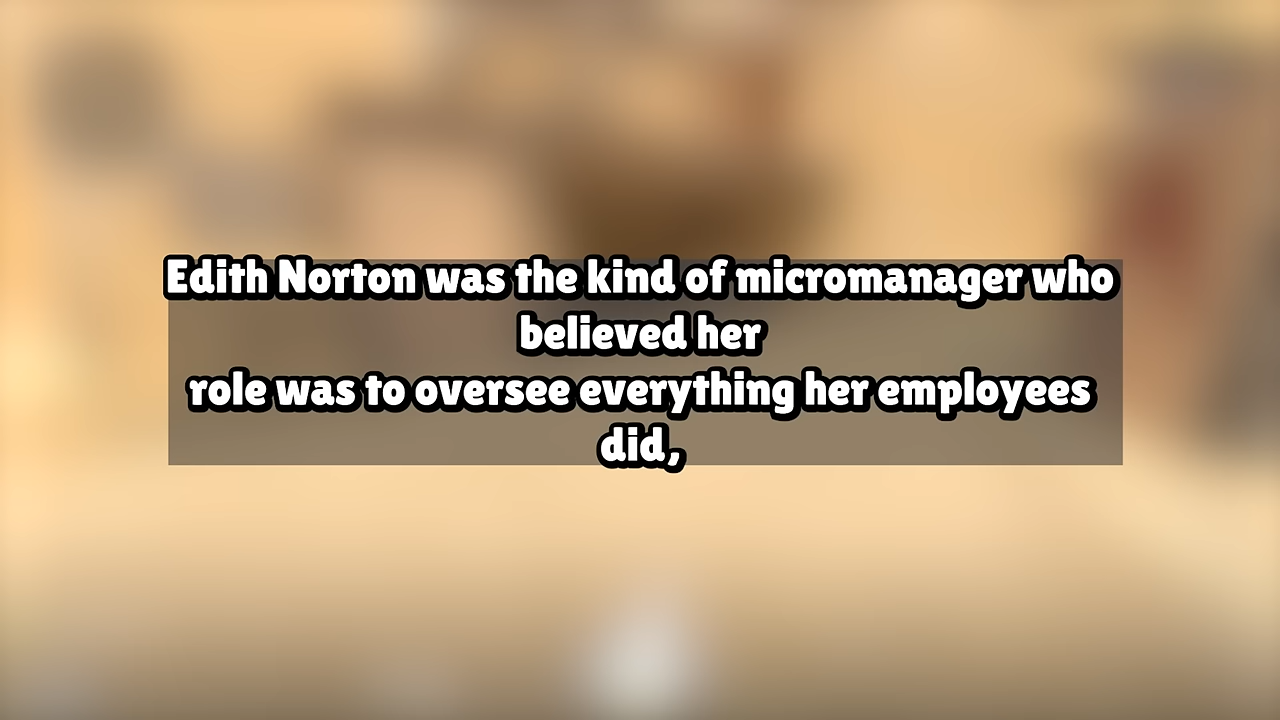 Edith Norton was the kind of micromanager who
believed her
role was to oversee everything her employees
did,